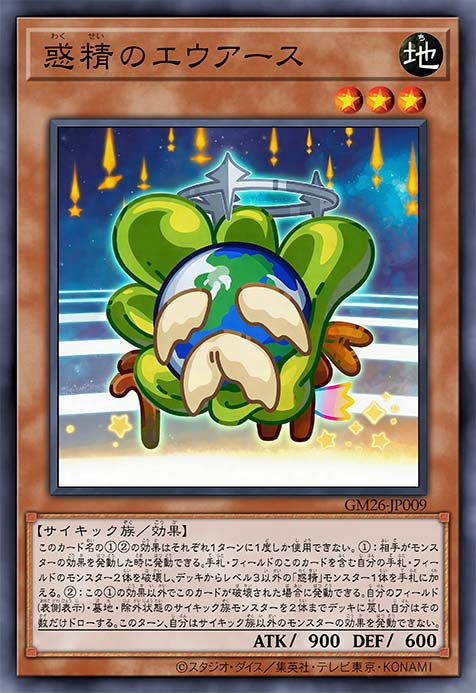 惑精のエウアース
地
【サイキック族/効果】
このカード名の①②の効果はそれぞれ1ターンに1度しか使用できない。①:相手がモンス
ターの効果を発動した時に発動できる。手札・フィールドのこのカードを含む自分の手札・フィー
ルドのモンスター2体を破壊し、デッキからレベル3以外の「惑精」モンスター1体を手札に加
える。②:この①の効果以外でこのカードが破壊された場合に発動できる。自分のフィールド
(表側表示)・墓地・除外状態のサイキック族モンスターを2体までデッキに戻し、自分はその
数だけドローする。このターン、自分はサイキック族以外のモンスターの効果を発動できない。
GM26-JP009
ATK/ 900 DEF/ 600
©スタジオ・ダイス/集英社・テレビ東京・KONAMI